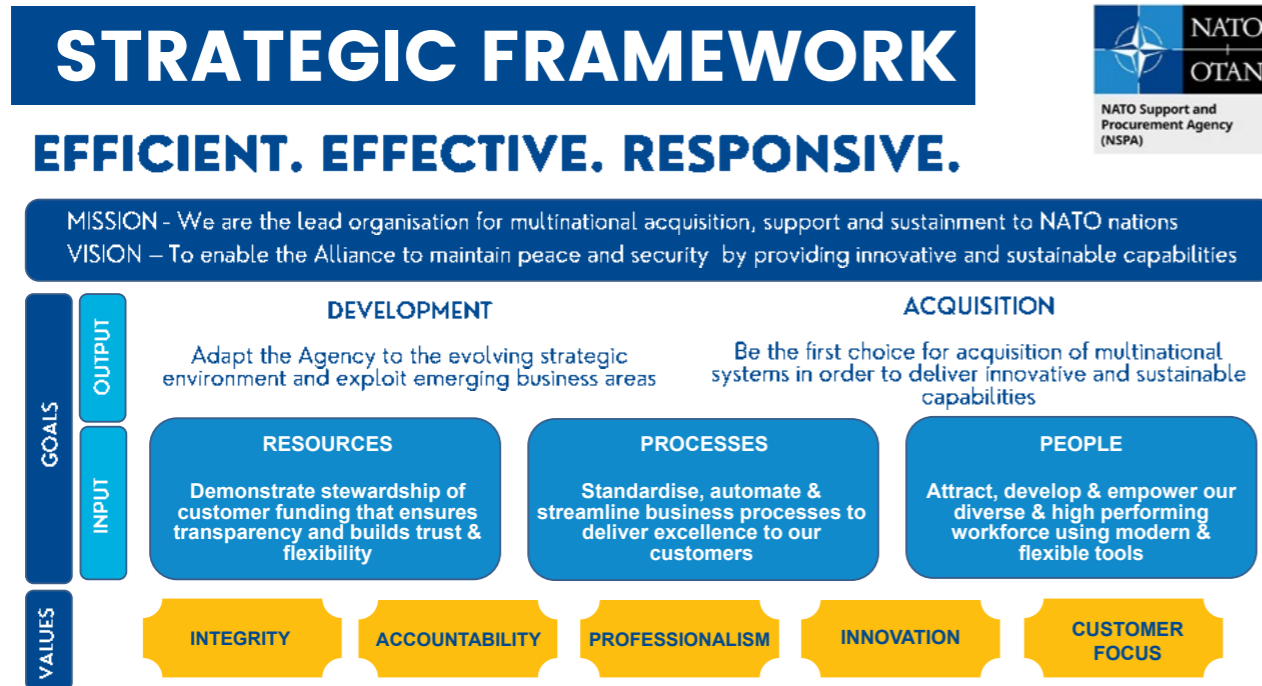 STRATEGIC FRAMEWORK
NATO
OTAN
NATO Support and
Procurement Agency
(NSPA)
EFFICIENT. EFFECTIVE. RESPONSIVE.
MISSION - We are the lead organisation for multinational acquisition, support and sustainment to NATO nations
VISION – To enable the Alliance to maintain peace and security by providing innovative and sustainable capabilities
GOALS
OUTPUT
DEVELOPMENT
Adapt the Agency to the evolving strategic
environment and exploit emerging business areas
ACQUISITION
Be the first choice for acquisition of multinational
systems in order to deliver innovative and sustainable
capabilities
INPUT
RESOURCES
Demonstrate stewardship of
customer funding that ensures
transparency and builds trust &
flexibility
PROCESSES
Standardise, automate &
streamline business processes to
deliver excellence to our
customers
PEOPLE
Attract, develop & empower our
diverse & high performing
workforce using modern &
flexible tools
VALUES
INTEGRITY
ACCOUNTABILITY
PROFESSIONALISM
INNOVATION
CUSTOMER
FOCUS